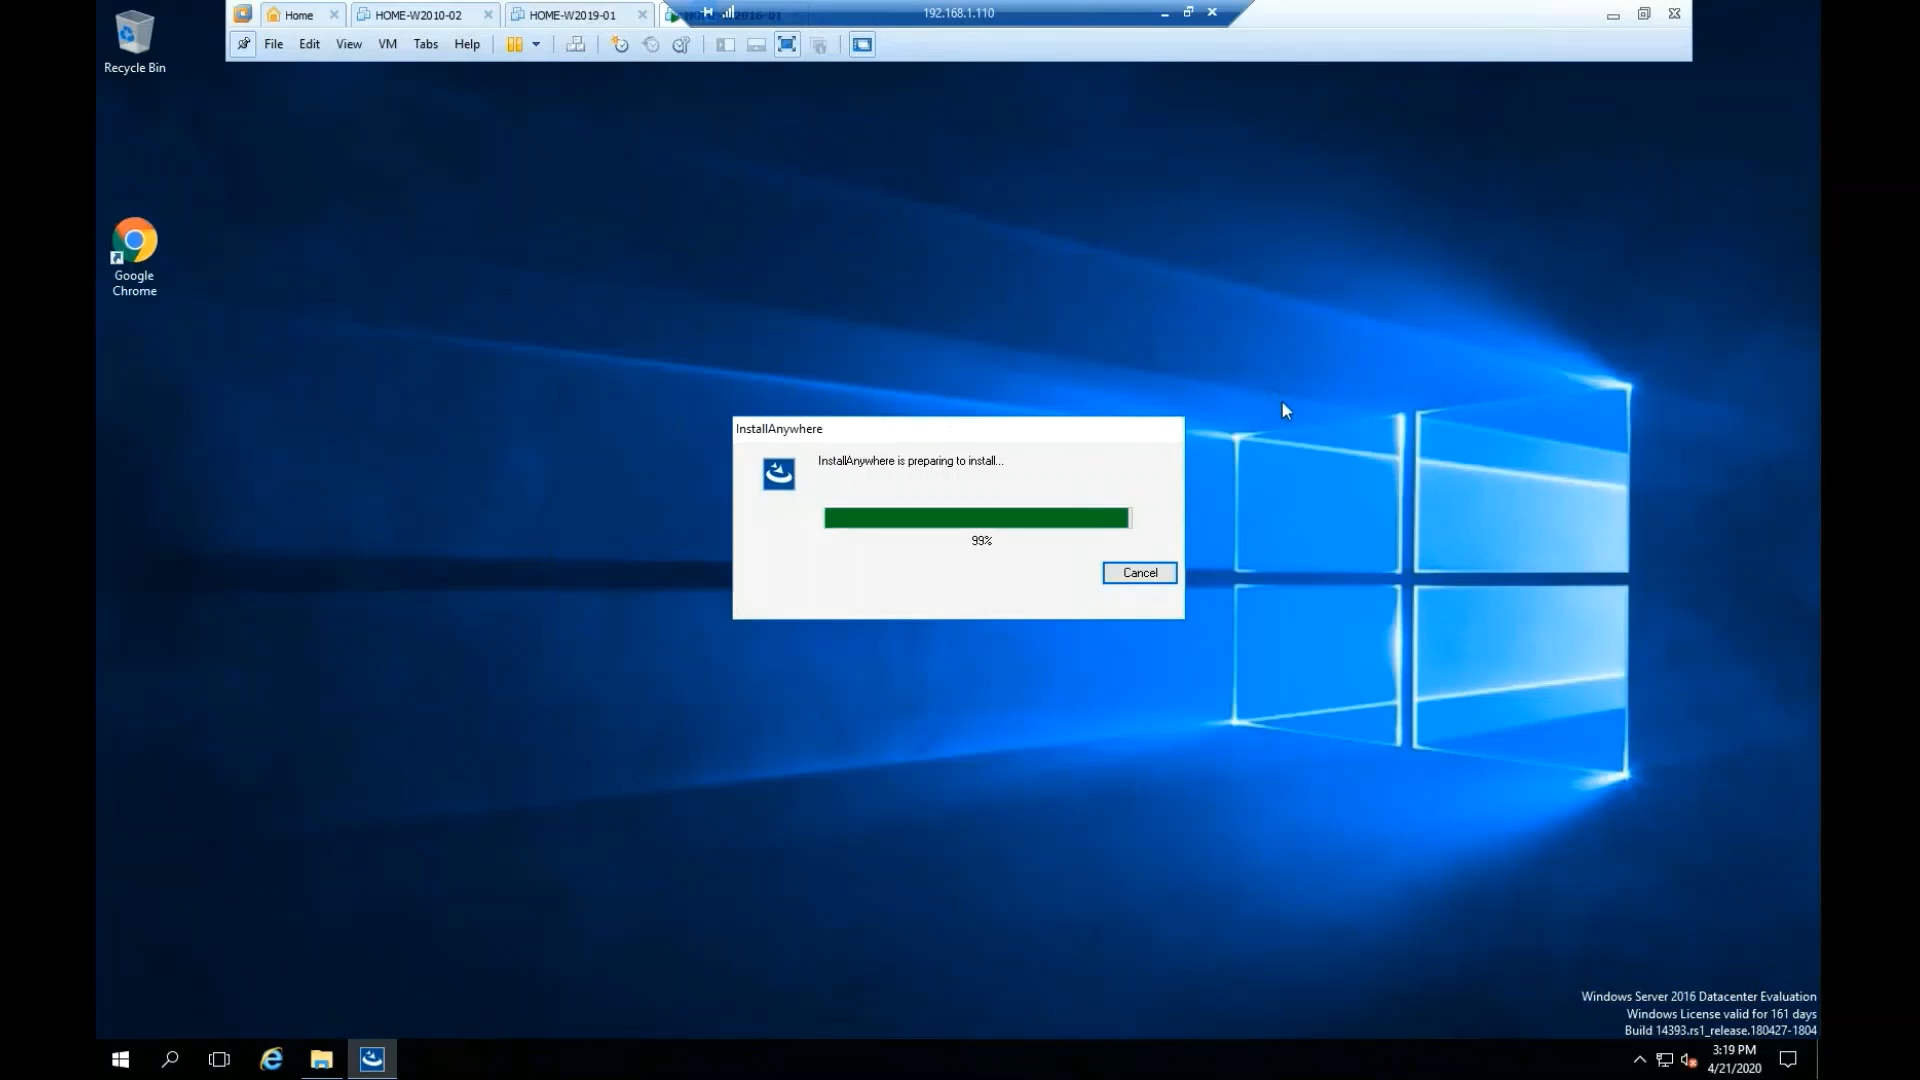 Home
HOME-W2010-02
HOME-W2019-01
192.168.1.110
File Edit View VM Tabs Help
Recycle Bin
Google
Chrome
InstallAnywhere
InstallAnywhere is preparing to install...
99%
Cancel
Windows Server 2016 Datacenter Evaluation
Windows License valid for 161 days
Build 14393.rs1_release.180427-1804
3:19 PM
4/21/2020